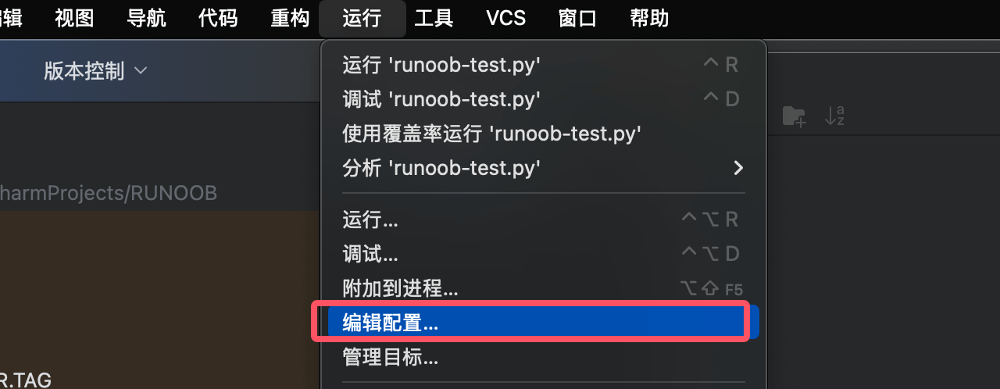 辑 视图 导航 代码 重构 运行 工具 VCS 窗口 帮助
版本控制
运行 'runoob-test.py' ⌃ R
调试 'runoob-test.py' ⌃ D
使用覆盖率运行 'runoob-test.py'
分析 'runoob-test.py'
harmProjects/RUNOOB
运行... ⌃⌥ R
调试... ⌃⌥ D
附加到进程... ⌥⇧ F5
编辑配置...
管理目标...
R.TAG